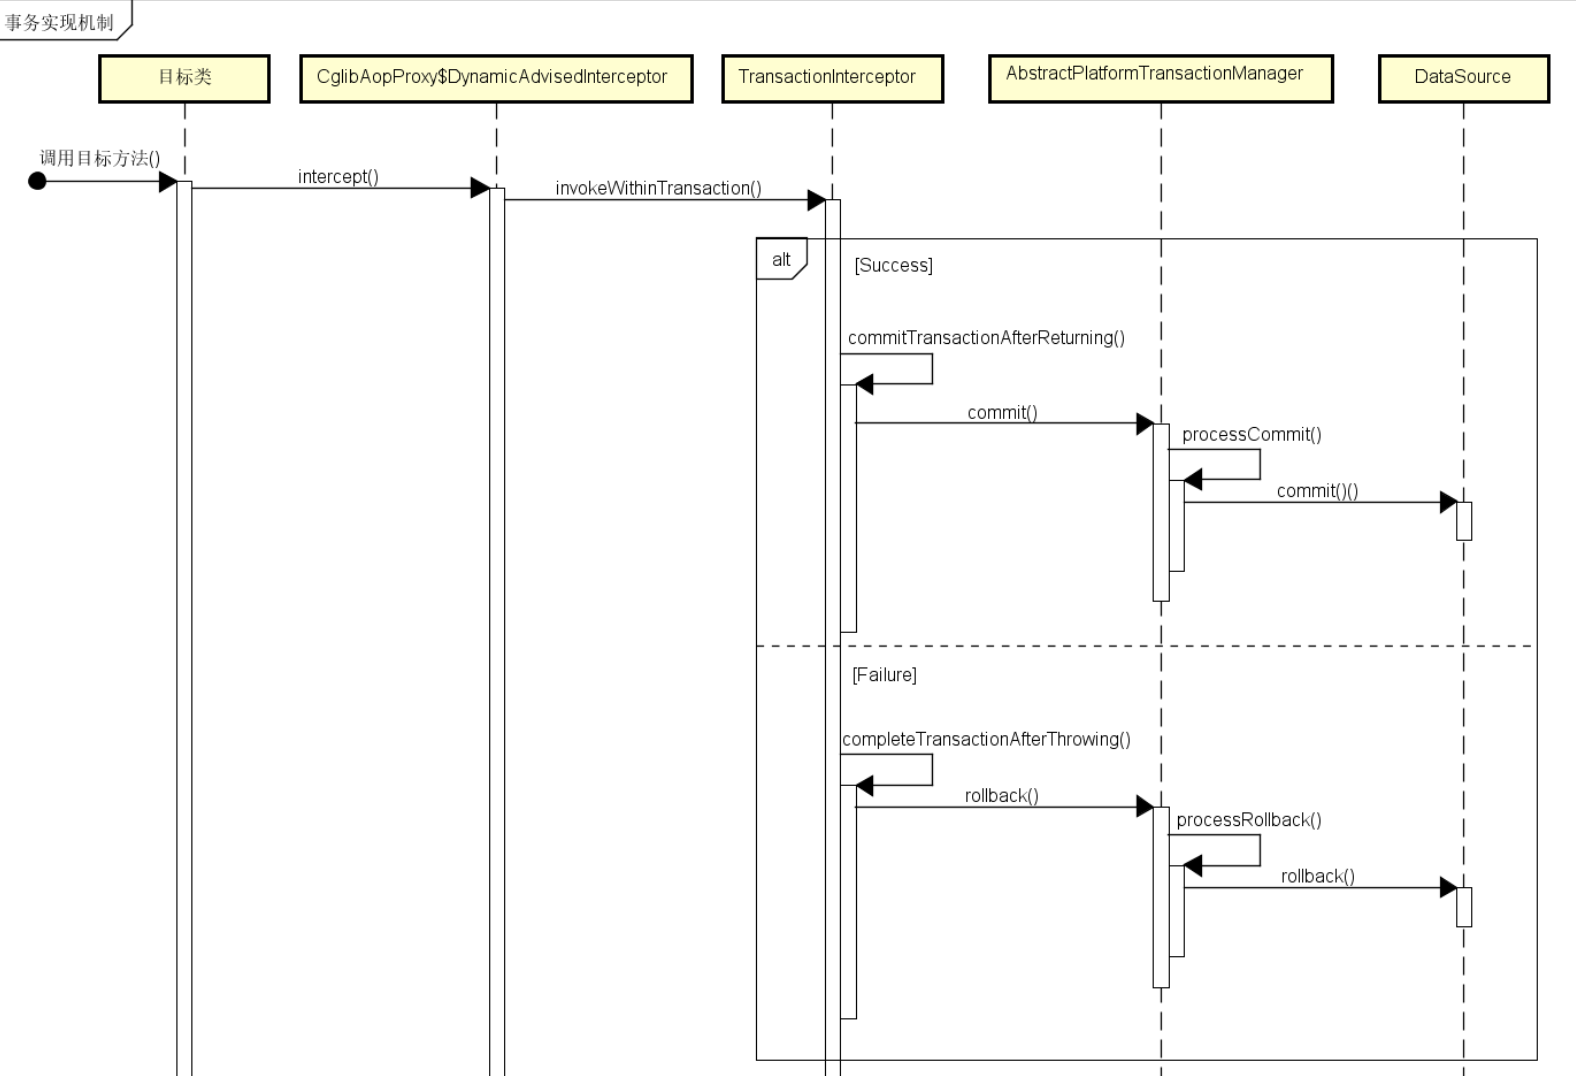 事务实现机制
目标类
CglibAopProxy$DynamicAdvisedInterceptor
TransactionInterceptor
AbstractPlatformTransactionManager
DataSource
调用目标方法()
intercept()
invokeWithinTransaction()
alt
[Success]
commitTransactionAfterReturning()
commit()
processCommit()
commit()()
[Failure]
completeTransactionAfterThrowing()
rollback()
processRollback()
rollback()